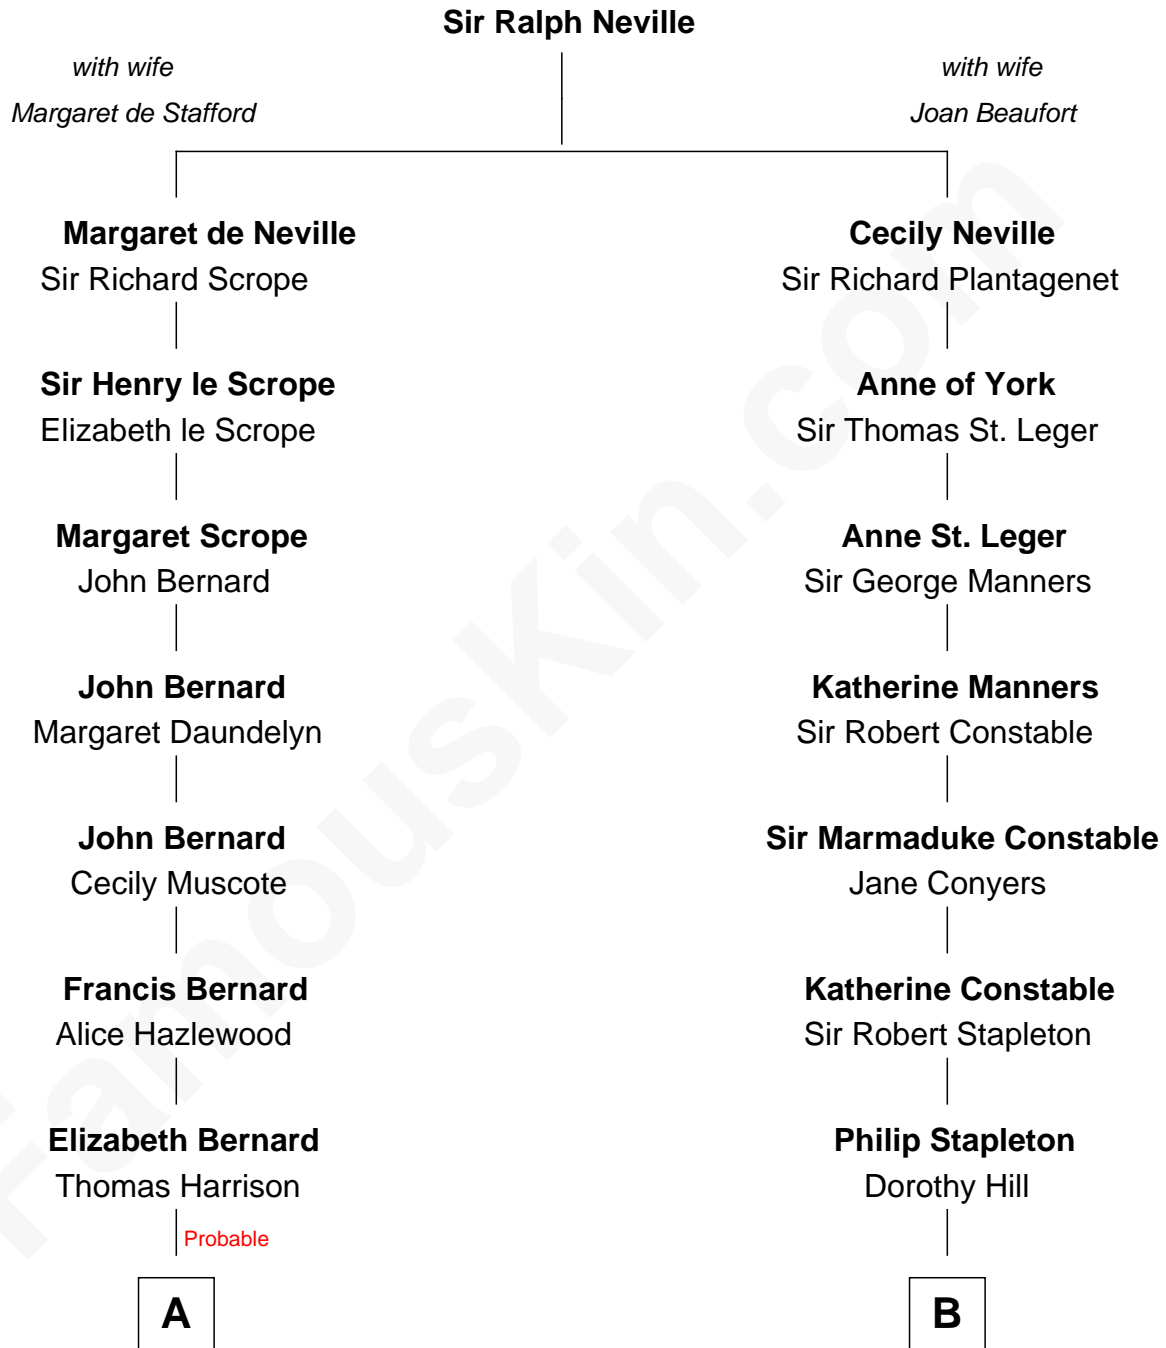 Sir Ralph Neville
with wife
Margaret de Stafford
with wife
Joan Beaufort
Margaret de Neville
Sir Richard Scrope
Cecily Neville
Sir Richard Plantagenet
Sir Henry le Scrope
Elizabeth le Scrope
Anne of York
Sir Thomas St. Leger
Margaret Scrope
John Bernard
Anne St. Leger
Sir George Manners
John Bernard
Margaret Daundelyn
Katherine Manners
Sir Robert Constable
John Bernard
Cecily Muscote
Sir Marmaduke Constable
Jane Conyers
Francis Bernard
Alice Hazlewood
Katherine Constable
Sir Robert Stapleton
Elizabeth Bernard
Thomas Harrison
Philip Stapleton
Dorothy Hill
Probable
A
B
FamousKin.com